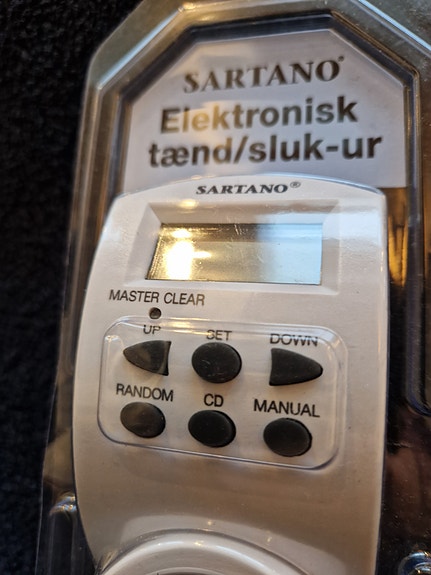 SARTANO®
Elektronisk
tænd/sluk-ur
SARTANO®
MASTER CLEAR
UP SET DOWN
RANDOM CD MANUAL